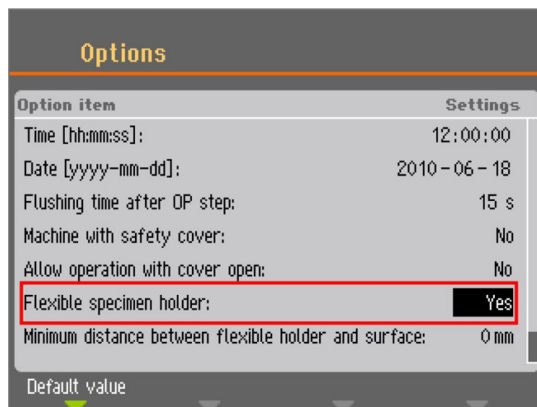 Options
Option item Settings
Time [hh:mm:ss]: 12:00:00
Date [yyyy-mm-dd]: 2010-06-18
Flushing time after OP step: 15 s
Machine with safety cover: No
Allow operation with cover open: No
Flexible specimen holder: Yes
Minimum distance between flexible holder and surface: 0 mm
Default value